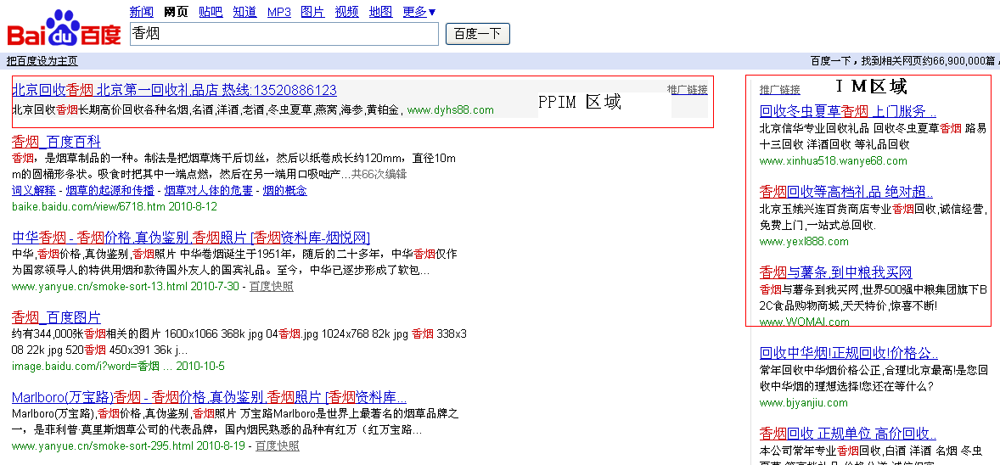 新闻 网页 贴吧 知道 MP3 图片 视频 地图 更多▼
Bai du 百度
香烟
百度一下
把百度设为主页
百度一下，找到相关网页约66,900,000篇
北京回收香烟 北京第一回收礼品店 热线:13520886123
推广链接
北京回收香烟长期高价回收各种名烟,名酒,洋酒,老酒,冬虫夏草,燕窝,海参,黄铂金, www.dyhs88.com
PPIM 区域
香烟_百度百科
香烟，是烟草制品的一种。制法是把烟草烤干后切丝，然后以纸卷成长约120mm，直径10m
m的圆桶形条状。吸食时把其中一端点燃，然后在另一端用口吸咄产...共66次编辑
词义解释 - 烟草的起源和传播 - 烟草对人体的危害 - 烟的概念
baike.baidu.com/view/6718.htm 2010-8-12
中华香烟 - 香烟价格,真伪鉴别,香烟照片 [香烟资料库-烟悦网]
中华,香烟价格,真伪鉴别,香烟照片 中华卷烟诞生于1951年，随后的二十多年，中华香烟仅作
为国家领导人的特供用烟和款待国外友人的国宾礼品。至今，中华已逐步形成了软包...
www.yanyue.cn/smoke-sort-13.html 2010-7-30 - 百度快照
香烟_百度图片
约有344,000张香烟相关的图片 1600x1066 368k jpg 04香烟.jpg 1024x768 82k jpg 香烟 338x3
08 22k jpg 520香烟 450x391 36k j...
image.baidu.com/i?word=香烟 ... 2010-10-5
Marlboro(万宝路)香烟 - 香烟价格,真伪鉴别,香烟照片 [香烟资料库...
Marlboro(万宝路),香烟价格,真伪鉴别,香烟照片 万宝路Marlboro是世界上最著名的烟草品牌之
一，是菲利普·莫里斯烟草公司的代表品牌，国内烟民熟悉的品种有红万（红万宝路...
www.yanyue.cn/smoke-sort-295.html 2010-8-19 - 百度快照
推广链接
IM区域
回收冬虫夏草香烟 上门服务 ..
北京信华专业回收礼品 回收冬虫夏草香烟 路易
十三回收 洋酒回收 等礼品回收
www.xinhua518.wanye68.com
香烟回收等高档礼品 绝对超..
北京玉娥兴连百货商店专业香烟回收,诚信经营,
免费上门,一站式总回收.
www.yexl888.com
香烟与薯条,到中粮我买网
香烟与薯条到我买网,世界500强中粮集团旗下B
2C食品购物商城,天天特价,惊喜不断!
www.WOMAI.com
回收中华烟!正规回收!价格公..
常年回收中华烟价格公正,合理!北京最高!是您回
收中华烟的理想选择!您还在等什么?
www.bjyanjiu.com
香烟回收 正规单位 高价回收..
本公司常年专业香烟回收,白酒 洋酒 名烟 冬虫